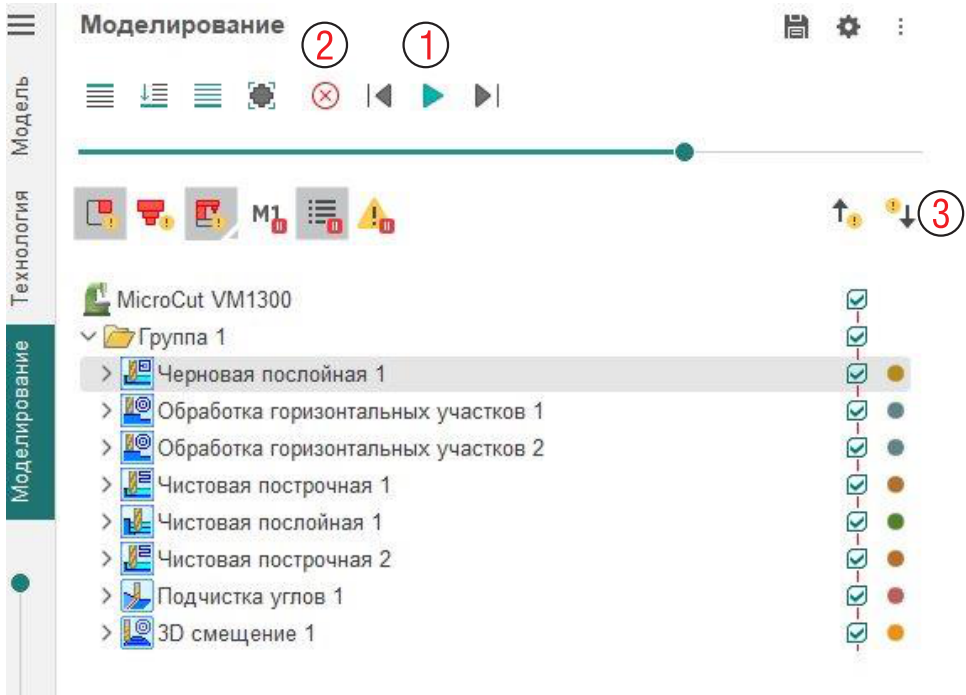 Моделирование
2
1
Модель
Технология
Моделирование
M1
3
MicroCut VM1300
Группа 1
Черновая послойная 1
Обработка горизонтальных участков 1
Обработка горизонтальных участков 2
Чистовая построчная 1
Чистовая послойная 1
Чистовая построчная 2
Подчистка углов 1
3D смещение 1